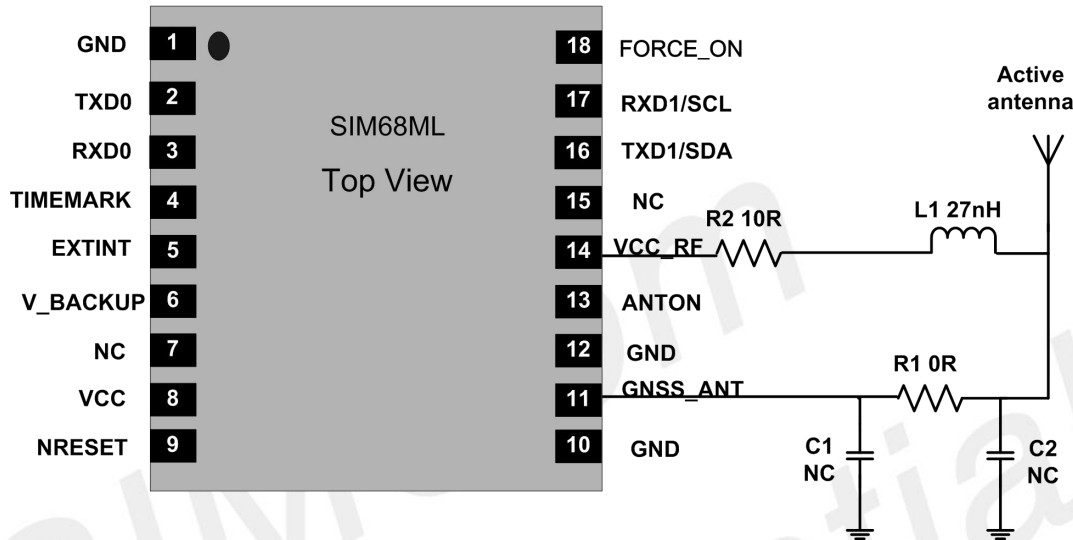 GND 1
TXD0 2
RXD0 3
TIMEMARK 4
EXTINT 5
V_BACKUP 6
NC 7
VCC 8
NRESET 9
SIM68ML
Top View
18 FORCE_ON
17 RXD1/SCL
16 TXD1/SDA
15 NC
14 VCC_RF
13 ANTON
12 GND
11 GNSS_ANT
10 GND
R2 10R
L1 27nH
Active
antenna
R1 0R
C1
NC
C2
NC